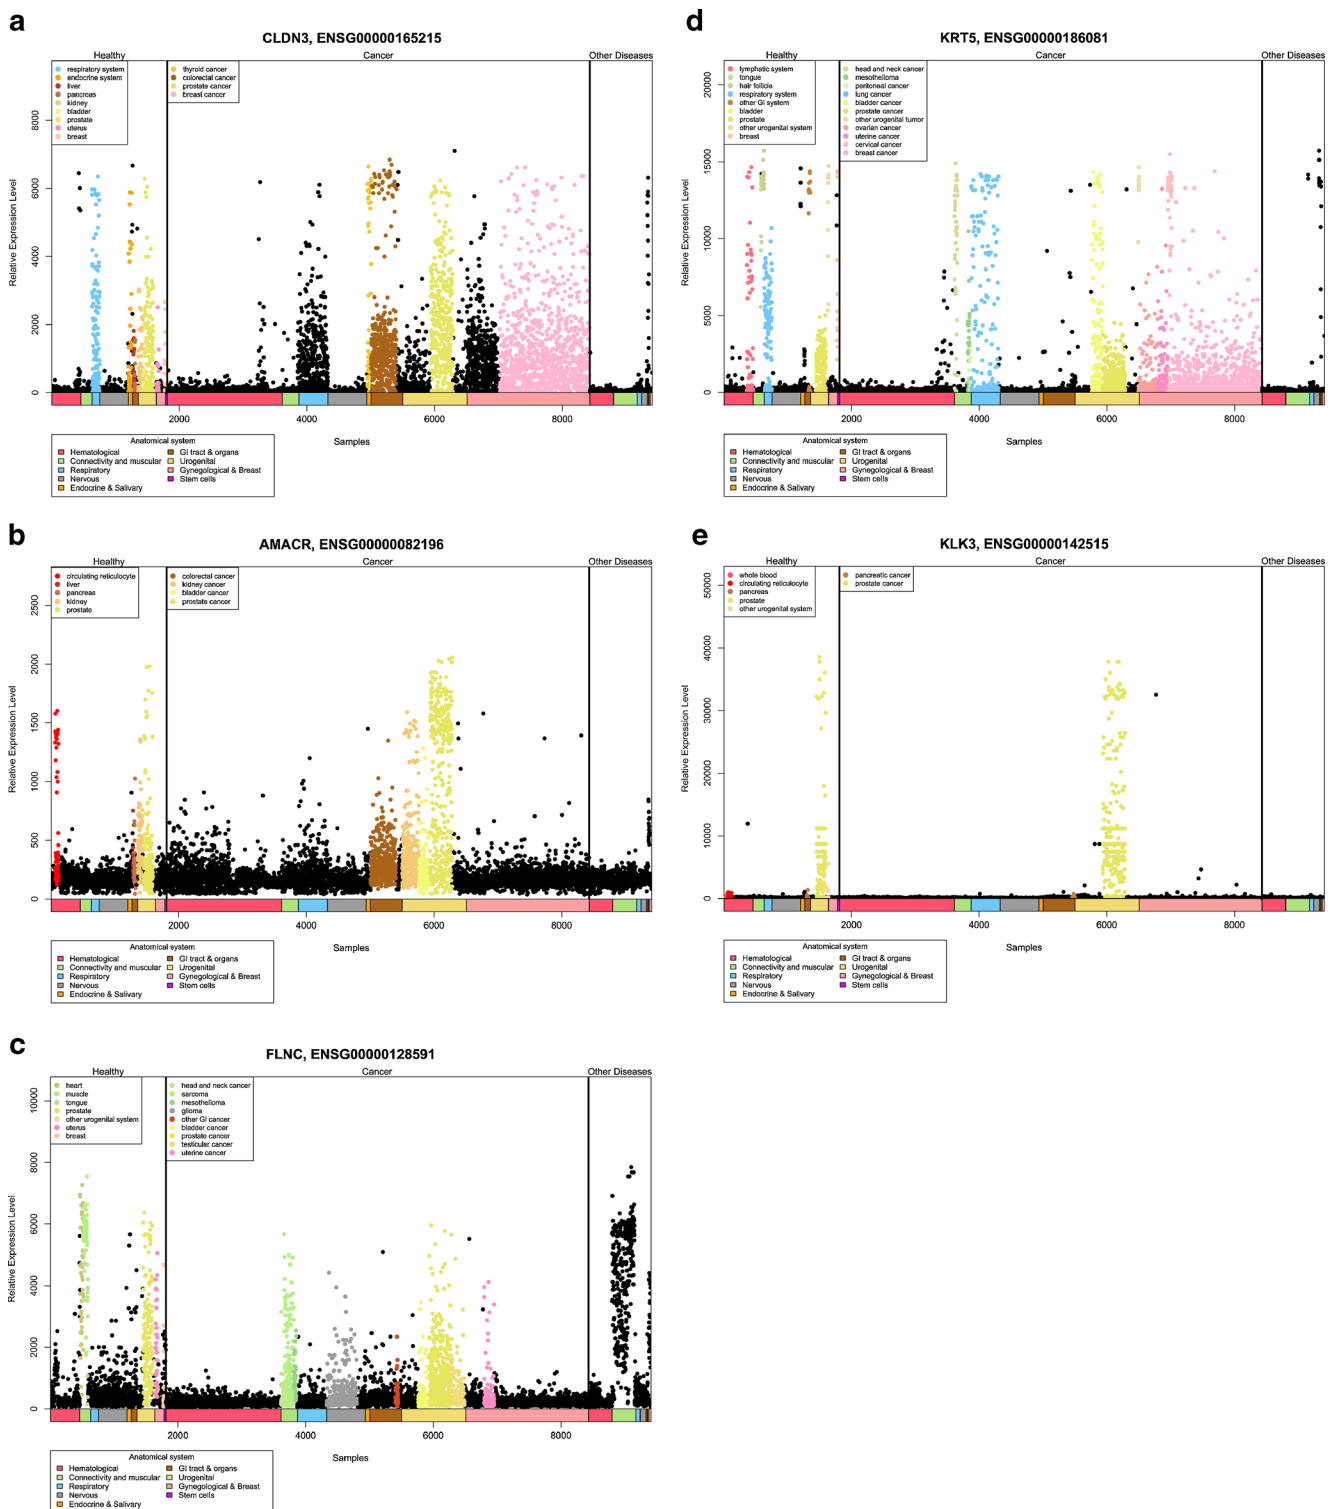 a
CLDN3, ENSG00000165215
Healthy Cancer Other Diseases
respiratory system
endocrine system
liver
pancreas
kidney
bladder
prostate
uterus
breast
thyroid cancer
colorectal cancer
prostate cancer
breast cancer
Relative Expression Level
0 2000 4000 6000 8000
2000 4000 6000 8000
Samples
Anatomical system
Hematological
Connectivity and muscular
Respiratory
Nervous
Endocrine & Salivary
GI tract & organs
Urogenital
Gynegological & Breast
Stem cells
d
KRT5, ENSG00000186081
Healthy Cancer Other Diseases
lymphatic system
tongue
hair follicle
respiratory system
other GI system
bladder
prostate
other urogenital system
breast
head and neck cancer
mesothelioma
peritoneal cancer
lung cancer
bladder cancer
prostate cancer
other urogenital tumor
ovarian cancer
uterine cancer
cervical cancer
breast cancer
Relative Expression Level
0 5000 10000 15000 20000
2000 4000 6000 8000
Samples
Anatomical system
Hematological
Connectivity and muscular
Respiratory
Nervous
Endocrine & Salivary
GI tract & organs
Urogenital
Gynegological & Breast
Stem cells
b
AMACR, ENSG00000082196
Healthy Cancer Other Diseases
circulating reticulocyte
liver
pancreas
kidney
prostate
colorectal cancer
kidney cancer
bladder cancer
prostate cancer
Relative Expression Level
0 500 1000 1500 2000 2500
2000 4000 6000 8000
Samples
Anatomical system
Hematological
Connectivity and muscular
Respiratory
Nervous
Endocrine & Salivary
GI tract & organs
Urogenital
Gynegological & Breast
Stem cells
e
KLK3, ENSG00000142515
Healthy Cancer Other Diseases
whole blood
circulating reticulocyte
pancreas
prostate
other urogenital system
pancreatic cancer
prostate cancer
Relative Expression Level
0 10000 20000 30000 40000 50000
2000 4000 6000 8000
Samples
Anatomical system
Hematological
Connectivity and muscular
Respiratory
Nervous
Endocrine & Salivary
GI tract & organs
Urogenital
Gynegological & Breast
Stem cells
c
FLNC, ENSG00000128591
Healthy Cancer Other Diseases
heart
muscle
tongue
prostate
other urogenital system
uterus
breast
head and neck cancer
sarcoma
mesothelioma
glioma
other GI cancer
bladder cancer
prostate cancer
testicular cancer
uterine cancer
Relative Expression Level
0 2000 4000 6000 8000 10000
2000 4000 6000 8000
Samples
Anatomical system
Hematological
Connectivity and muscular
Respiratory
Nervous
Endocrine & Salivary
GI tract & organs
Urogenital
Gynegological & Breast
Stem cells